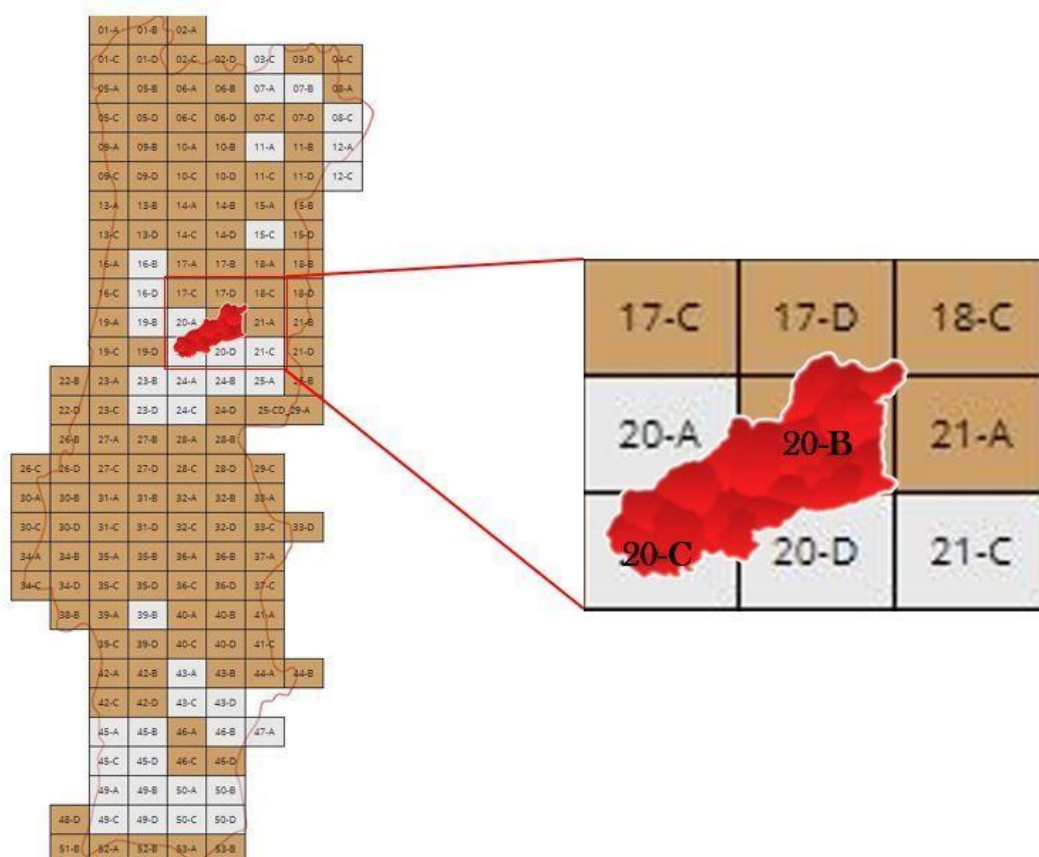 01-A 01-B 02-A
01-C 01-D 02-C 02-D 03-C 03-D 04-C
05-A 05-B 06-A 06-B 07-A 07-B 08-A
05-C 05-D 06-C 06-D 07-C 07-D 08-C
09-A 09-B 10-A 10-B 11-A 11-B 12-A
09-C 09-D 10-C 10-D 11-C 11-D 12-C
13-A 13-B 14-A 14-B 15-A 15-B
13-C 13-D 14-C 14-D 15-C 15-D
16-A 16-B 17-A 17-B 18-A 18-B
16-C 16-D 17-C 17-D 18-C 18-D
19-A 19-B 20-A 21-A 21-B
19-C 19-D 20-D 21-C 21-D
22-B 23-A 23-B 24-A 24-B 25-A 25-B
22-D 23-C 23-D 24-C 24-D 25-CD_29-A
26-B 27-A 27-B 28-A 28-B
26-C 26-D 27-C 27-D 28-C 28-D 29-C
30-A 30-B 31-A 31-B 32-A 32-B 33-A
30-C 30-D 31-C 31-D 32-C 32-D 33-C 33-D
34-A 34-B 35-A 35-B 36-A 36-B 37-A
34-C 34-D 35-C 35-D 36-C 36-D 37-C
38-B 39-A 39-B 40-A 40-B 41-A
39-C 39-D 40-C 40-D 41-C
42-A 42-B 43-A 43-B 44-A 44-B
42-C 42-D 43-C 43-D
45-A 45-B 46-A 46-B 47-A
45-C 45-D 46-C 46-D
49-A 49-B 50-A 50-B
48-D 49-C 49-D 50-C 50-D
51-B 52-A 52-B 53-A 53-B
17-C 17-D 18-C
20-A 20-B 21-A
20-C 20-D 21-C